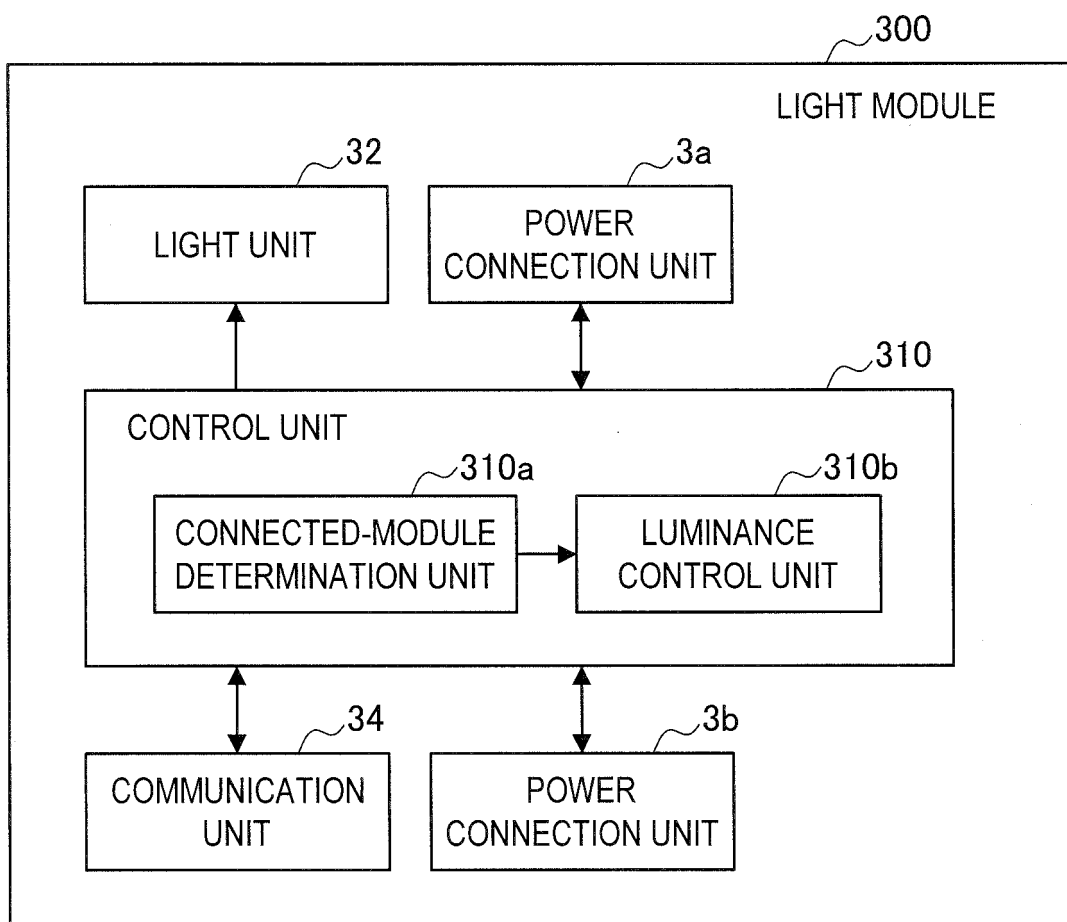 300
LIGHT MODULE
32
3a
LIGHT UNIT
POWER
CONNECTION UNIT
310
CONTROL UNIT
310a
310b
CONNECTED-MODULE
DETERMINATION UNIT
LUMINANCE
CONTROL UNIT
34
3b
COMMUNICATION
UNIT
POWER
CONNECTION UNIT